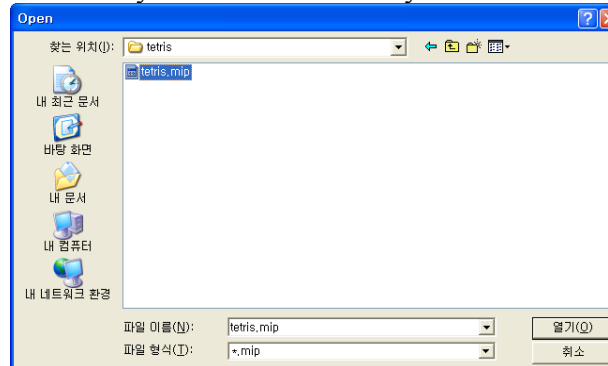 Open
찾는 위치(I): tetris
tetris.mip
내 최근 문서
바탕 화면
내 문서
내 컴퓨터
내 네트워크 환경
파일 이름(N): tetris.mip 열기(O)
파일 형식(T): *.mip 취소